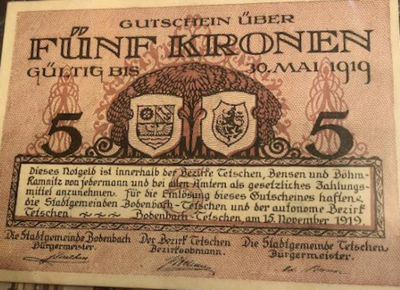 GUTSCHEIN ÜBER
FÜNF KRONEN
GÜLTIG BIS 30. MAI 1919
5 5
Dieses Notgeld ist innerhalb der Bezirke Tetschen, Bensen und Böhm.-
Kamnitz von jedermann und bei allen Ämtern als gesetzliches Zahlungs-
mittel anzunehmen. Für die Einlösung dieses Gutscheines haften
die Stadtgemeinden Bodenbach-Tetschen und der autonome Bezirk
Tetschen. Bodenbach-Tetschen am 15. November 1919.
Die Stadtgemeinde Bodenbach Der Bezirk Tetschen Die Stadtgemeinde Tetschen
Bürgermeister. Bezirksobmann. Bürgermeister.